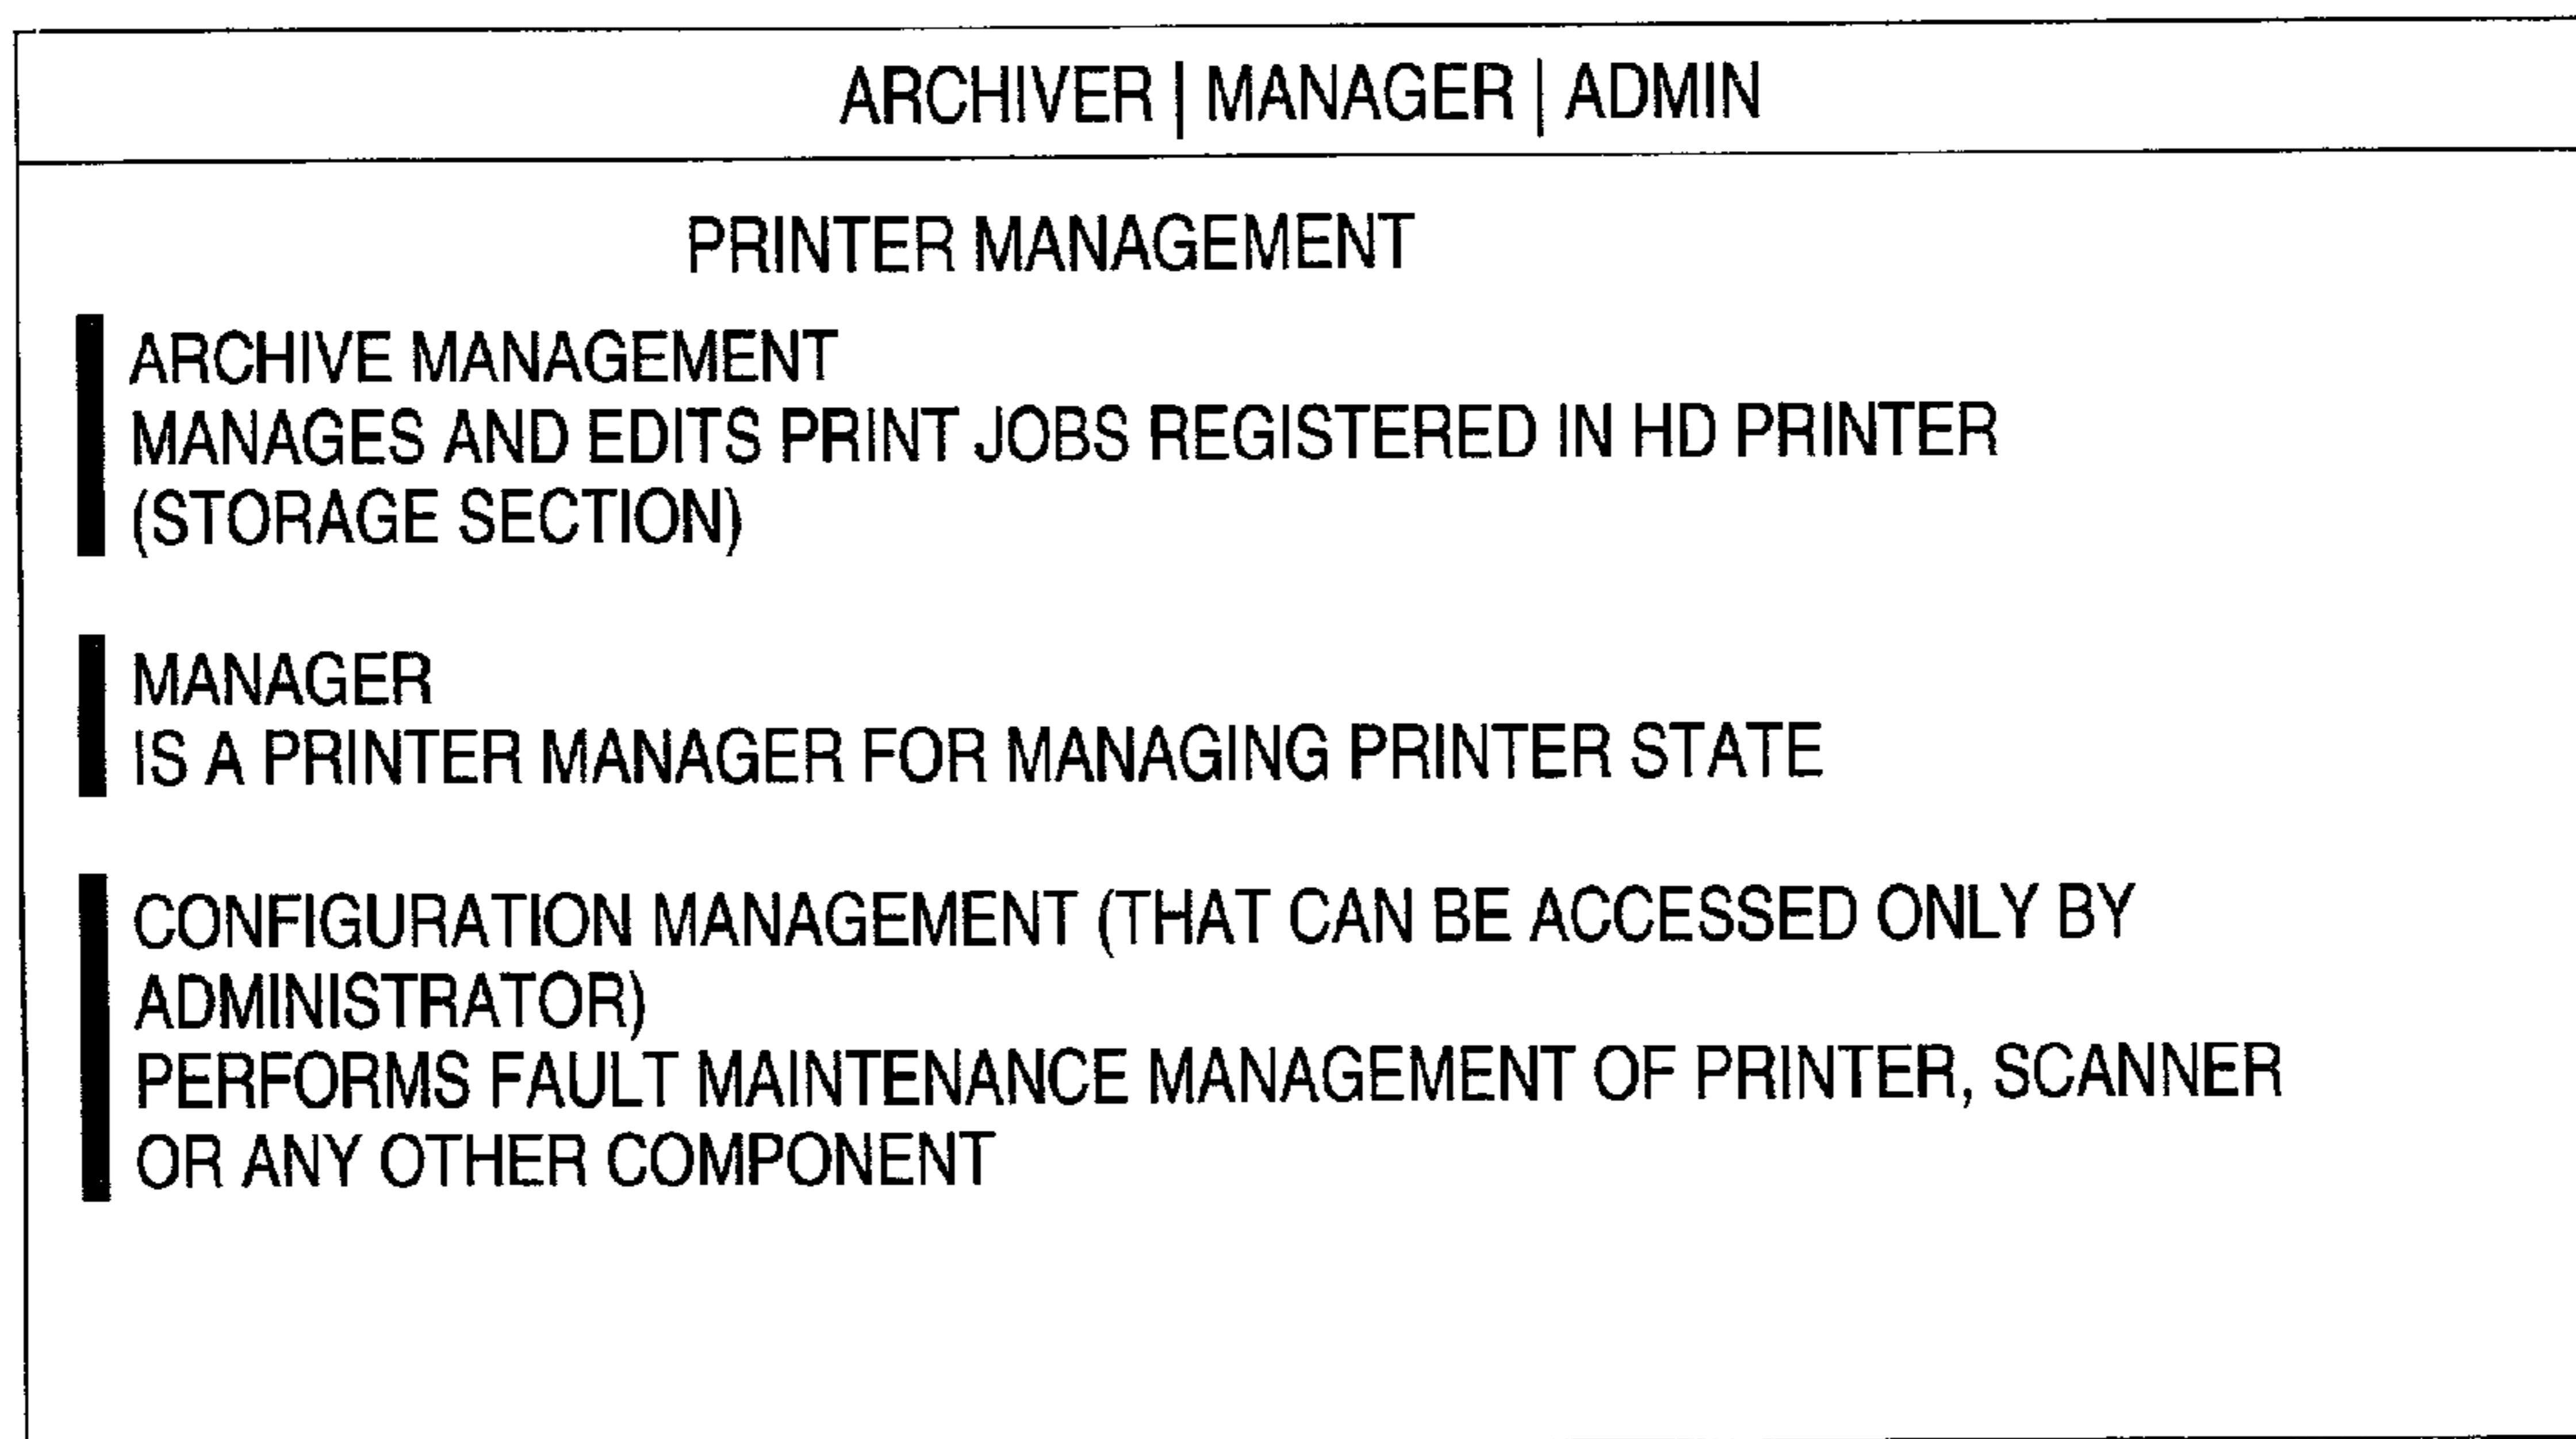 ARCHIVER | MANAGER | ADMIN
PRINTER MANAGEMENT
ARCHIVE MANAGEMENT
MANAGES AND EDITS PRINT JOBS REGISTERED IN HD PRINTER
(STORAGE SECTION)
MANAGER
IS A PRINTER MANAGER FOR MANAGING PRINTER STATE
CONFIGURATION MANAGEMENT (THAT CAN BE ACCESSED ONLY BY
ADMINISTRATOR)
PERFORMS FAULT MAINTENANCE MANAGEMENT OF PRINTER, SCANNER
OR ANY OTHER COMPONENT